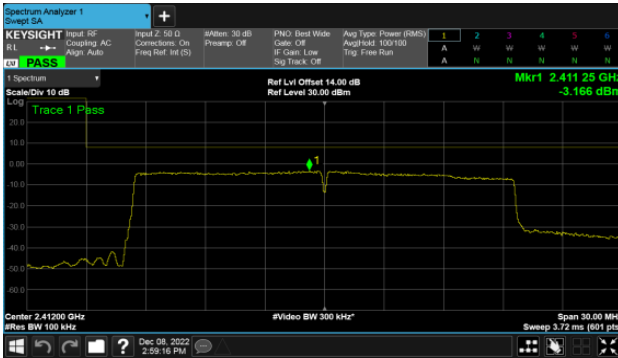 Spectrum Analyzer 1
Swept SA
KEYSIGHT
RL
PASS
Input: RF
Coupling: AC
Align: Auto
Input Z: 50 Ω
Corrections: On
Freq Ref: Int (S)
#Atten: 30 dB
Preamp: Off
PNO: Best Wide
Gate: Off
IF Gain: Low
Sig Track: Off
Avg Type: Power (RMS)
Avg|Hold: 100/100
Trig: Free Run
1 2 3 4 5 6
A W W W W W
A N N N N N
1 Spectrum
Scale/Div 10 dB
Ref Lvl Offset 14.00 dB
Ref Level 30.00 dBm
Mkr1 2.411 25 GHz
-3.166 dBm
Log
Trace 1 Pass
20.0
10.0
0.00
-10.0
-20.0
-30.0
-40.0
-50.0
-60.0
1
Center 2.41200 GHz
#Res BW 100 kHz
#Video BW 300 kHz*
Span 30.00 MHz
Sweep 3.72 ms (601 pts)
?
Dec 08, 2022
2:59:16 PM